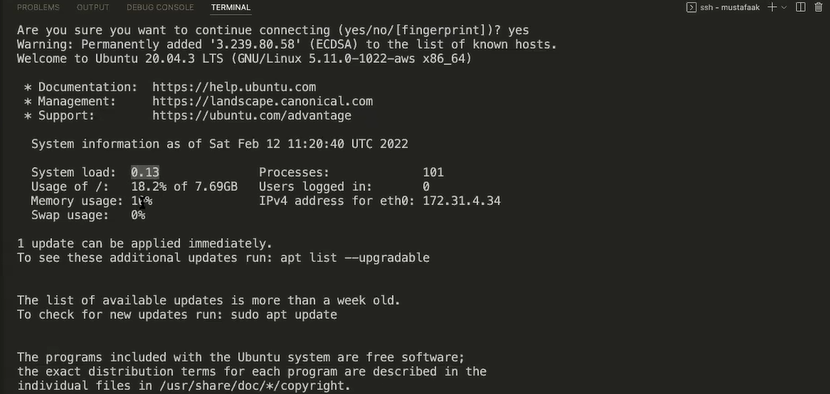 PROBLEMS OUTPUT DEBUG CONSOLE TERMINAL ssh - mustafaak
Are you sure you want to continue connecting (yes/no/[fingerprint])? yes
Warning: Permanently added '3.239.80.58' (ECDSA) to the list of known hosts.
Welcome to Ubuntu 20.04.3 LTS (GNU/Linux 5.11.0-1022-aws x86_64)
* Documentation: https://help.ubuntu.com
* Management: https://landscape.canonical.com
* Support: https://ubuntu.com/advantage
System information as of Sat Feb 12 11:20:40 UTC 2022
System load: 0.13 Processes: 101
Usage of /: 18.2% of 7.69GB Users logged in: 0
Memory usage: IPv4 address for eth0: 172.31.4.34
Swap usage: 0%
1 update can be applied immediately.
To see these additional updates run: apt list --upgradable
The list of available updates is more than a week old.
To check for new updates run: sudo apt update
The programs included with the Ubuntu system are free software;
the exact distribution terms for each program are described in the
individual files in /usr/share/doc/*/copyright.